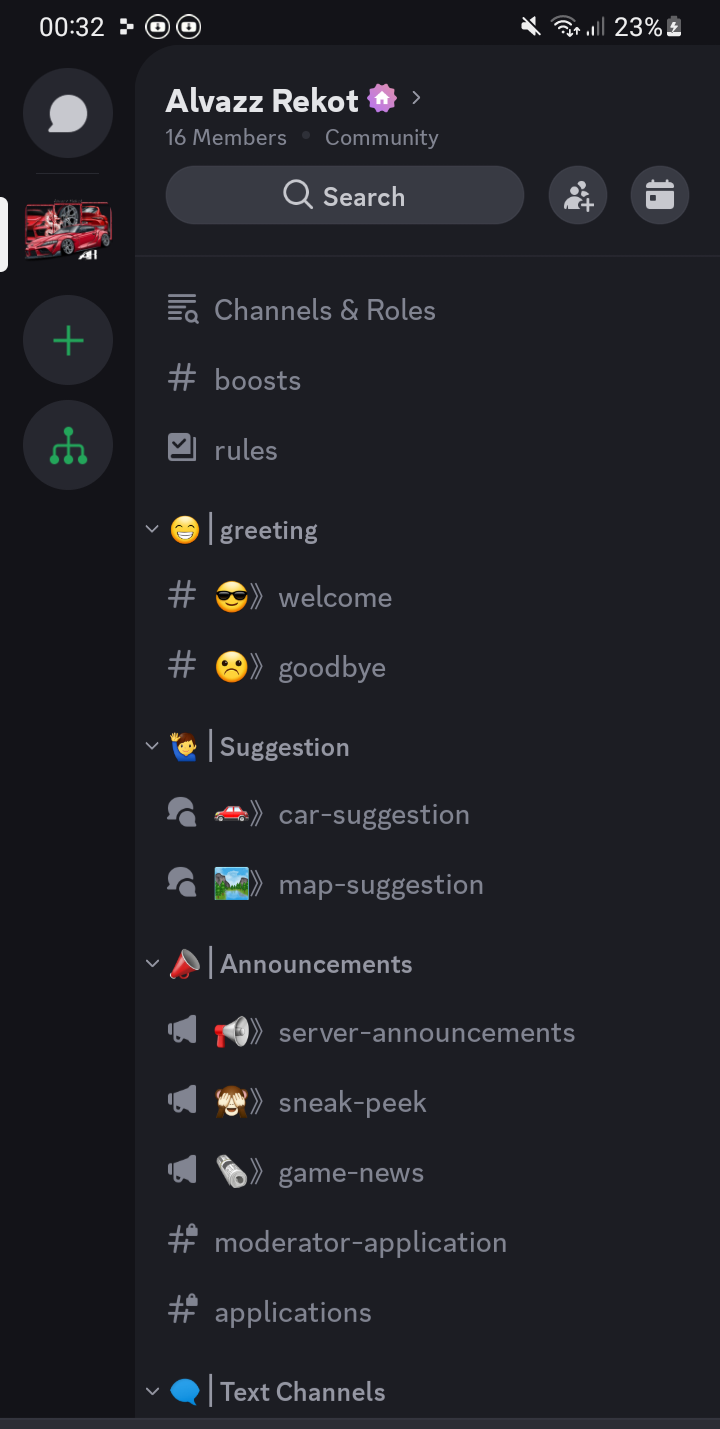 00:32
23%
Alvazz Rekot
16 Members • Community
Search
Channels & Roles
boosts
rules
😁 | greeting
😎》 welcome
☹️》 goodbye
🙋‍♂️ | Suggestion
🚗》 car-suggestion
🏞️》 map-suggestion
📣 | Announcements
📢》 server-announcements
🙈》 sneak-peek
🗞️》 game-news
moderator-application
applications
🗨️ | Text Channels